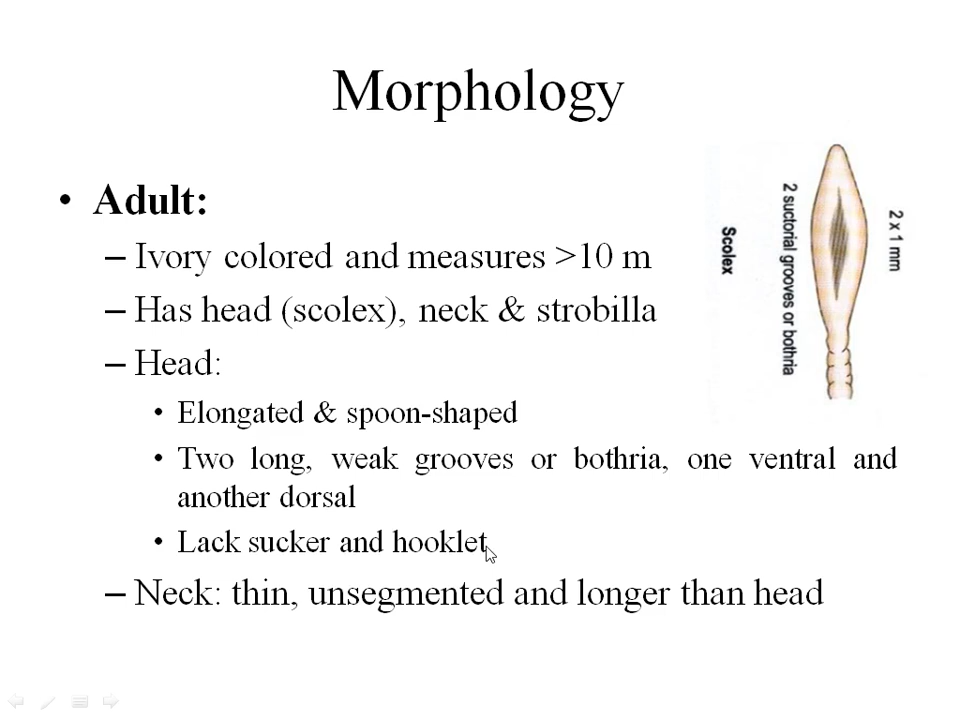 Morphology
• Adult:
– Ivory colored and measures >10 m
– Has head (scolex), neck & strobilla
– Head:
• Elongated & spoon-shaped
• Two long, weak grooves or bothria, one ventral and
another dorsal
• Lack sucker and hooklet
– Neck: thin, unsegmented and longer than head
Scolex
2 suctorial grooves or bothria
2 x 1 mm